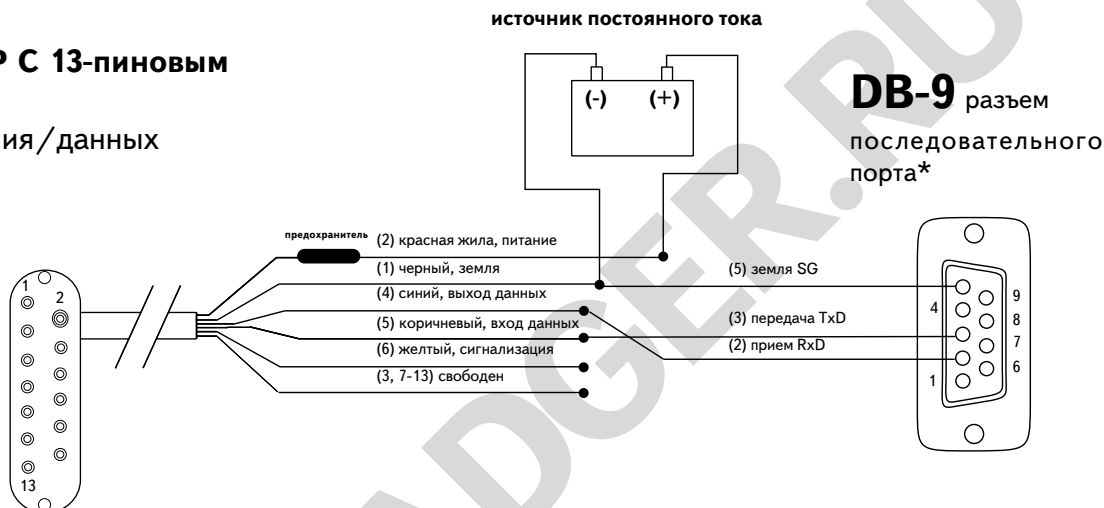 источник постоянного тока
Р С 13-пиновым
ия/данных
(-) (+)
DB-9 разъем
последовательного
порта*
предохранитель
(2) красная жила, питание
(1) черный, земля
(4) синий, выход данных
(5) коричневый, вход данных
(6) желтый, сигнализация
(3, 7-13) свободен
(5) земля SG
(3) передача TxD
(2) прием RxD
1
2
13
4
1
9
8
7
6
DGER.RU